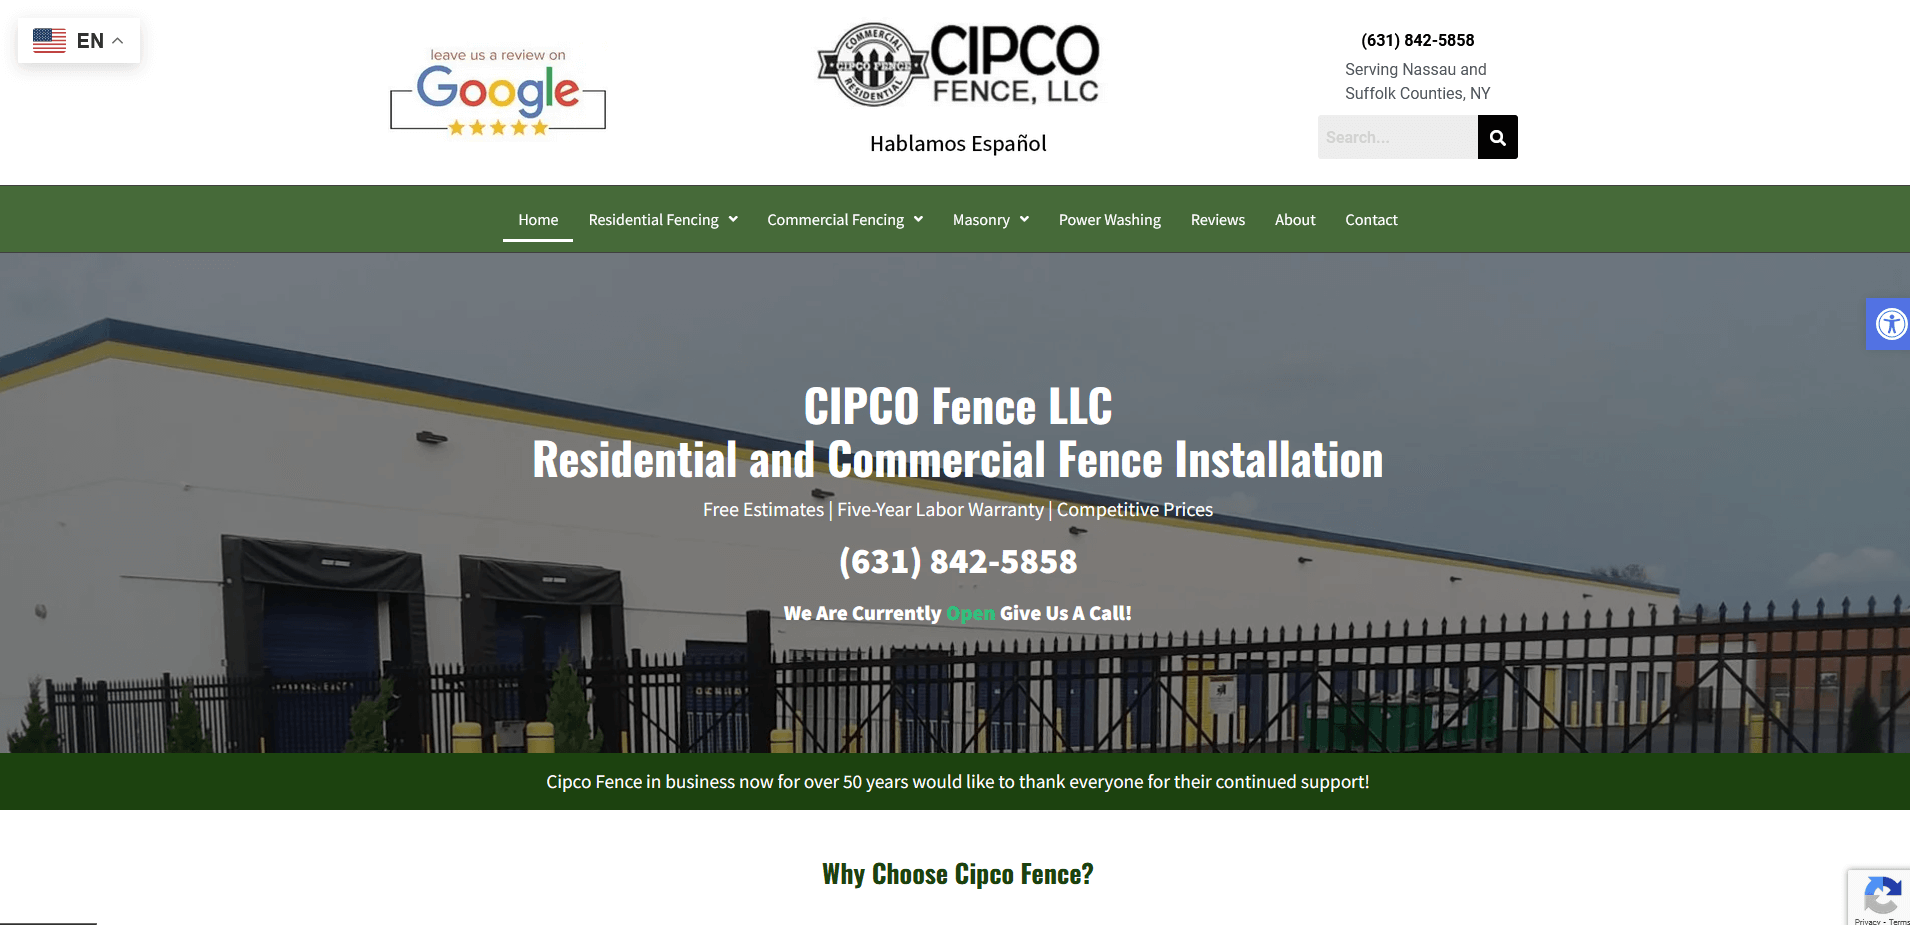 EN
leave us a review on
Google
COMMERCIAL
CIPCO FENCE
RESIDENTIAL
CIPCO
FENCE, LLC
Hablamos Español
(631) 842-5858
Serving Nassau and
Suffolk Counties, NY
Search...
Home
Residential Fencing
Commercial Fencing
Masonry
Power Washing
Reviews
About
Contact
CIPCO Fence LLC
Residential and Commercial Fence Installation
Free Estimates | Five-Year Labor Warranty | Competitive Prices
(631) 842-5858
We Are Currently Open Give Us A Call!
Cipco Fence in business now for over 50 years would like to thank everyone for their continued support!
Why Choose Cipco Fence?
Privacy - Terms